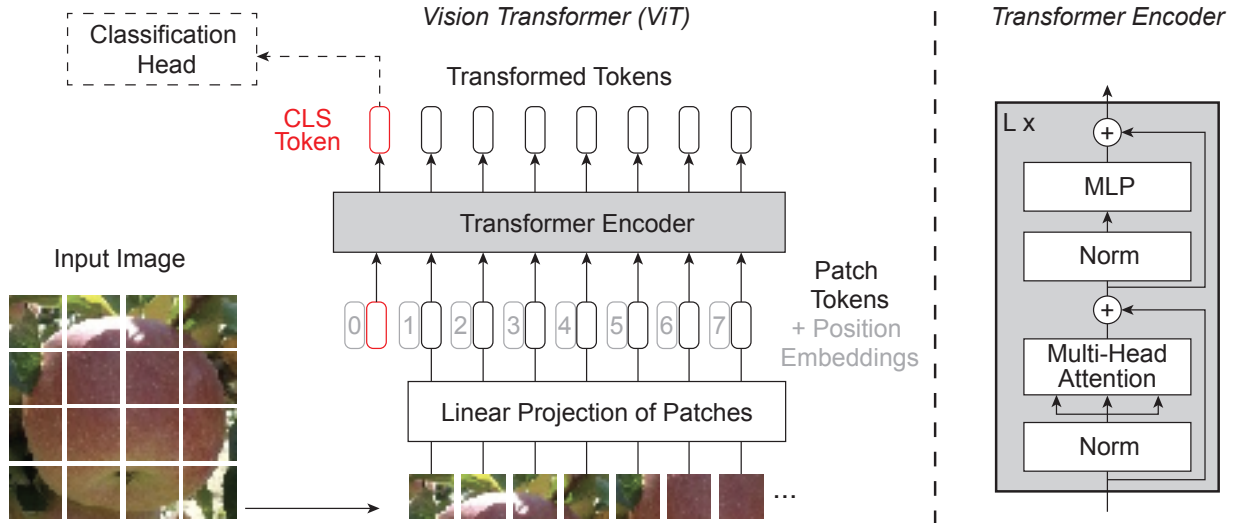 Vision Transformer (ViT)
Transformer Encoder
Classification
Head
Transformed Tokens
CLS
Token
Transformer Encoder
Input Image
Patch
Tokens
+ Position
Embeddings
0 1 2 3 4 5 6 7
Linear Projection of Patches
...
L x
+
MLP
Norm
+
Multi-Head
Attention
Norm